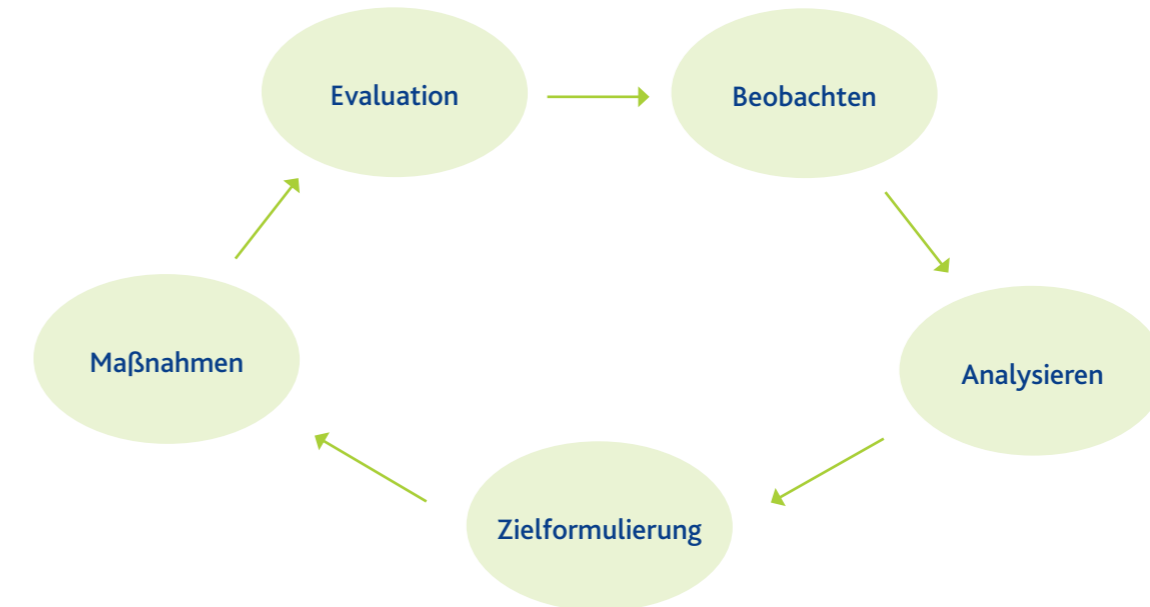 Evaluation
Beobachten
Maßnahmen
Analysieren
Zielformulierung